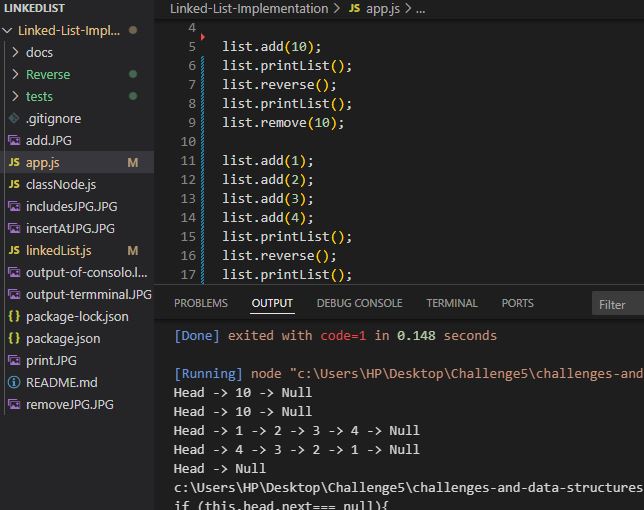 LINKEDLIST
Linked-List-Impl...
docs
Reverse
tests
.gitignore
add.JPG
JS app.js M
JS classNode.js
includesJPG.JPG
insertAtJPG.JPG
JS linkedList.js M
output-of-consolo.l...
output-termminal.JPG
{} package-lock.json
{} package.json
print.JPG
README.md
removeJPG.JPG
Linked-List-Implementation > JS app.js > ...
4
5 list.add(10);
6 list.printList();
7 list.reverse();
8 list.printList();
9 list.remove(10);
10
11 list.add(1);
12 list.add(2);
13 list.add(3);
14 list.add(4);
15 list.printList();
16 list.reverse();
17 list.printList();
PROBLEMS OUTPUT DEBUG CONSOLE TERMINAL PORTS Filter
[Done] exited with code=1 in 0.148 seconds
[Running] node "c:\Users\HP\Desktop\Challenge5\challenges-and
Head -> 10 -> Null
Head -> 10 -> Null
Head -> 1 -> 2 -> 3 -> 4 -> Null
Head -> 4 -> 3 -> 2 -> 1 -> Null
Head -> Null
c:\Users\HP\Desktop\Challenge5\challenges-and-data-structures
if (this.head.next=== null){